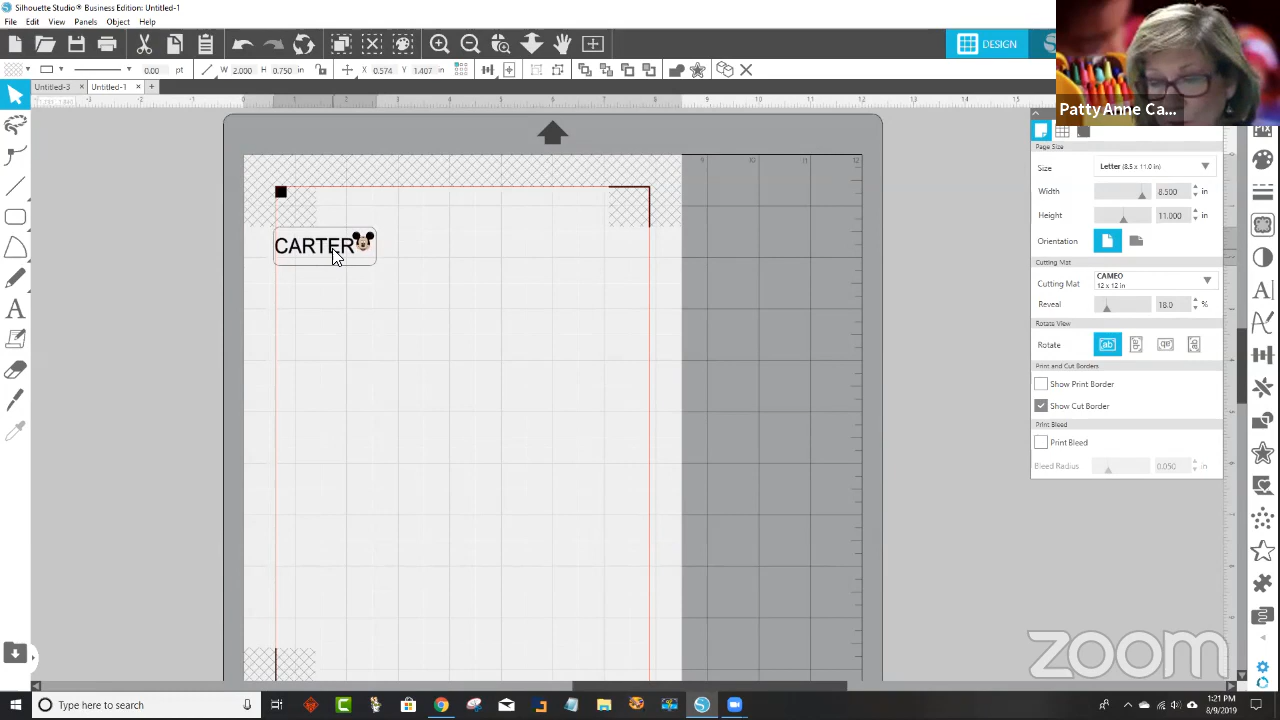 Silhouette Studio® Business Edition: Untitled-1
File Edit View Panels Object Help
DESIGN
0.00 pt W 2.000 H 0.750 X 0.574 Y 1.407
Untitled-3 × Untitled-1 × +
Patty Anne Ca...
CARTER
Page Size
Size Letter (8.5 x 11.0 in)
Width 8.500 in
Height 11.000 in
Orientation
Cutting Mat
Cutting Mat CAMEO
12 x 12 in
Reveal 18.0 %
Rotate View
Rotate
Print and Cut Borders
Show Print Border
Show Cut Border
Print Bleed
Print Bleed
Bleed Radius 0.050 in
zoom
Type here to search
1:21 PM
8/9/2019